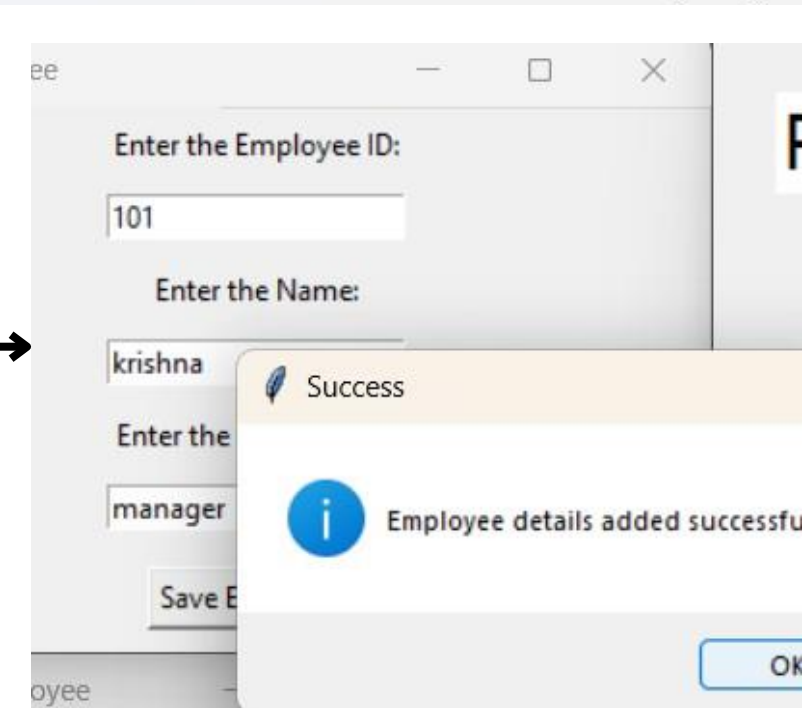 ee
Enter the Employee ID:
101
Enter the Name:
krishna
Success
Enter the
manager
Employee details added successfu
Save E
OK
oyee